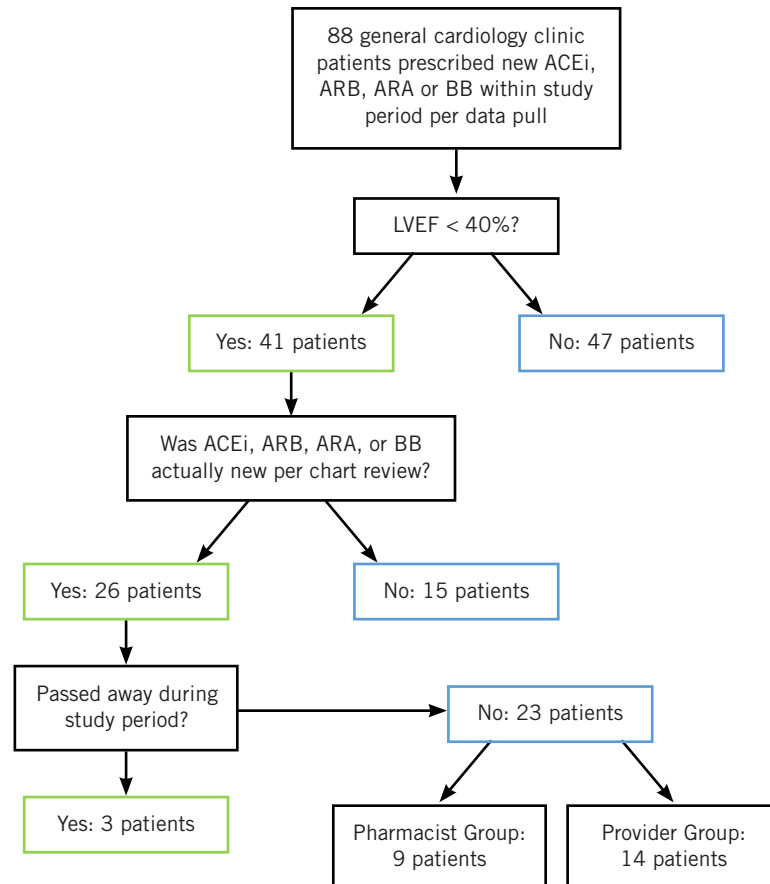 88 general cardiology clinic
patients prescribed new ACEi,
ARB, ARA or BB within study
period per data pull
LVEF < 40%?
Yes: 41 patients
No: 47 patients
Was ACEi, ARB, ARA, or BB
actually new per chart review?
Yes: 26 patients
No: 15 patients
Passed away during
study period?
No: 23 patients
Yes: 3 patients
Pharmacist Group:
9 patients
Provider Group:
14 patients